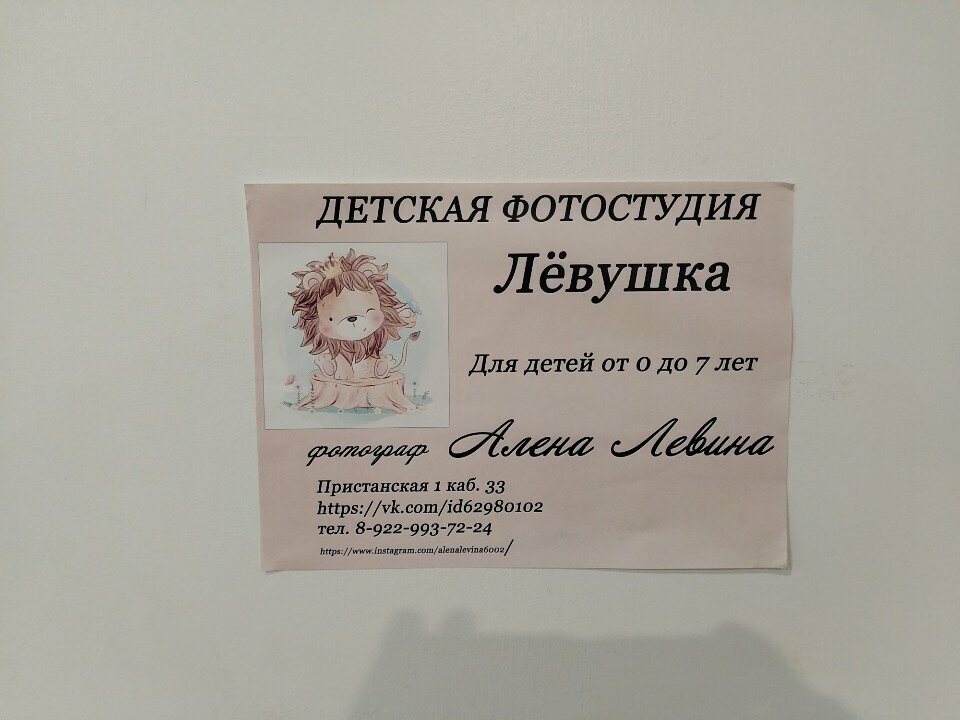 ДЕТСКАЯ ФОТОСТУДИЯ
Лёвушка
Для детей от 0 до 7 лет
фотограф Алена Левина
Пристанская 1 каб. 33
https://vk.com/id62980102
тел. 8-922-993-72-24
https://www.instagram.com/alenalevina6002/